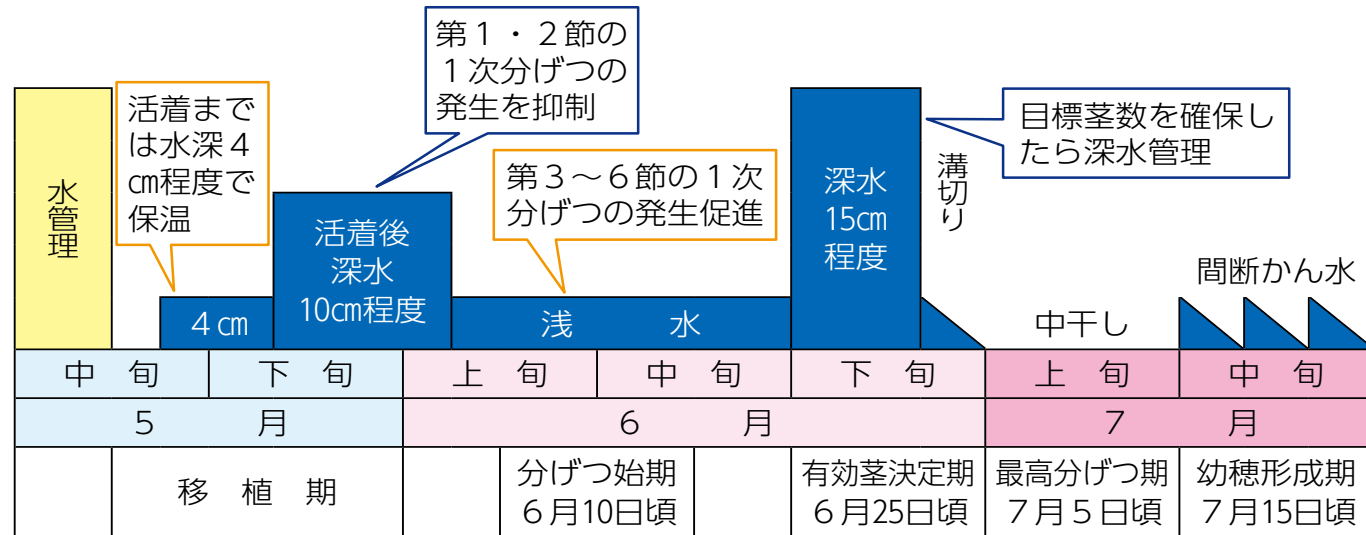 第１・２節の
１次分げつの
発生を抑制
活着まで
は水深４
㎝程度で
保温
目標茎数を確保し
たら深水管理
第３～６節の１次
分げつの発生促進
水管理
４㎝
活着後
深水
10㎝程度
浅水
深水
15㎝
程度
溝切り
中干し
間断かん水
中旬 下旬 上旬 中旬 下旬 上旬 中旬
５月 ６月 ７月
移植期
分げつ始期
６月10日頃
有効茎決定期
６月25日頃
最高分げつ期
７月５日頃
幼穂形成期
７月15日頃